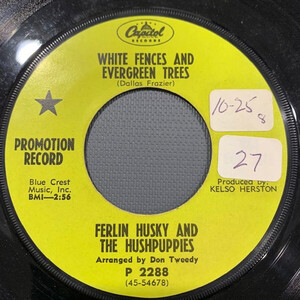 Capitol
RECORDS
WHITE FENCES AND
EVERGREEN TREES
(Dallas Frazier)
10-25
8
PROMOTION
RECORD
27
Blue Crest
Music, Inc.
BMI-2:56
Produced by:
KELSO HERSTON
FERLIN HUSKY AND
THE HUSHPUPPIES
Arranged by Don Tweedy
P 2288
(45-54678)